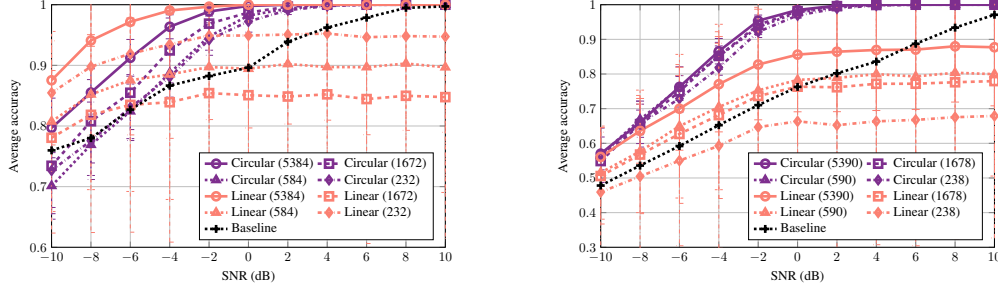 1
0.9
0.8
0.7
0.6
Average accuracy
−10 −8 −6 −4 −2 0 2 4 6 8 10
SNR (dB)
Circular (5384) Circular (1672)
Circular (584) Circular (232)
Linear (5384) Linear (1672)
Linear (584) Linear (232)
Baseline
1
0.9
0.8
0.7
0.6
0.5
0.4
0.3
Average accuracy
−10 −8 −6 −4 −2 0 2 4 6 8 10
SNR (dB)
Circular (5390) Circular (1678)
Circular (590) Circular (238)
Linear (5390) Linear (1678)
Linear (590) Linear (238)
Baseline